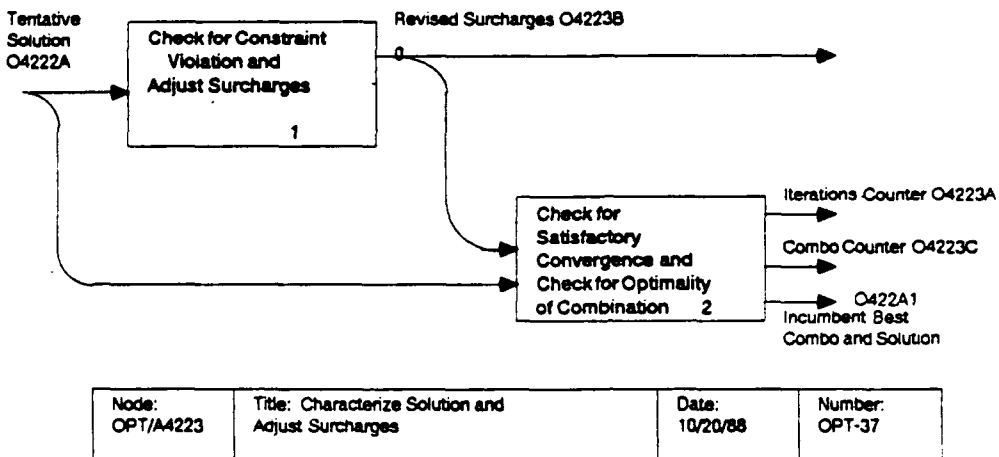 Tentative
Solution
O4222A
Check for Constraint
Violation and
Adjust Surcharges
1
Revised Surcharges O4223B
0
Check for
Satisfactory
Convergence and
Check for Optimality
of Combination 2
Iterations Counter O4223A
Combo Counter O4223C
O422A1
Incumbent Best
Combo and Solution
Node:
OPT/A4223
Title: Characterize Solution and
Adjust Surcharges
Date:
10/20/88
Number:
OPT-37